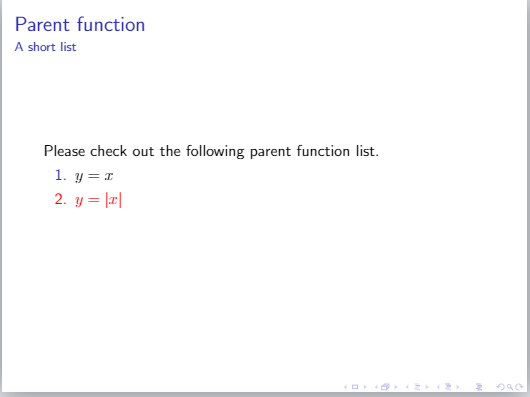 Parent function
A short list
Please check out the following parent function list.
1. y = x
2. y = |x|